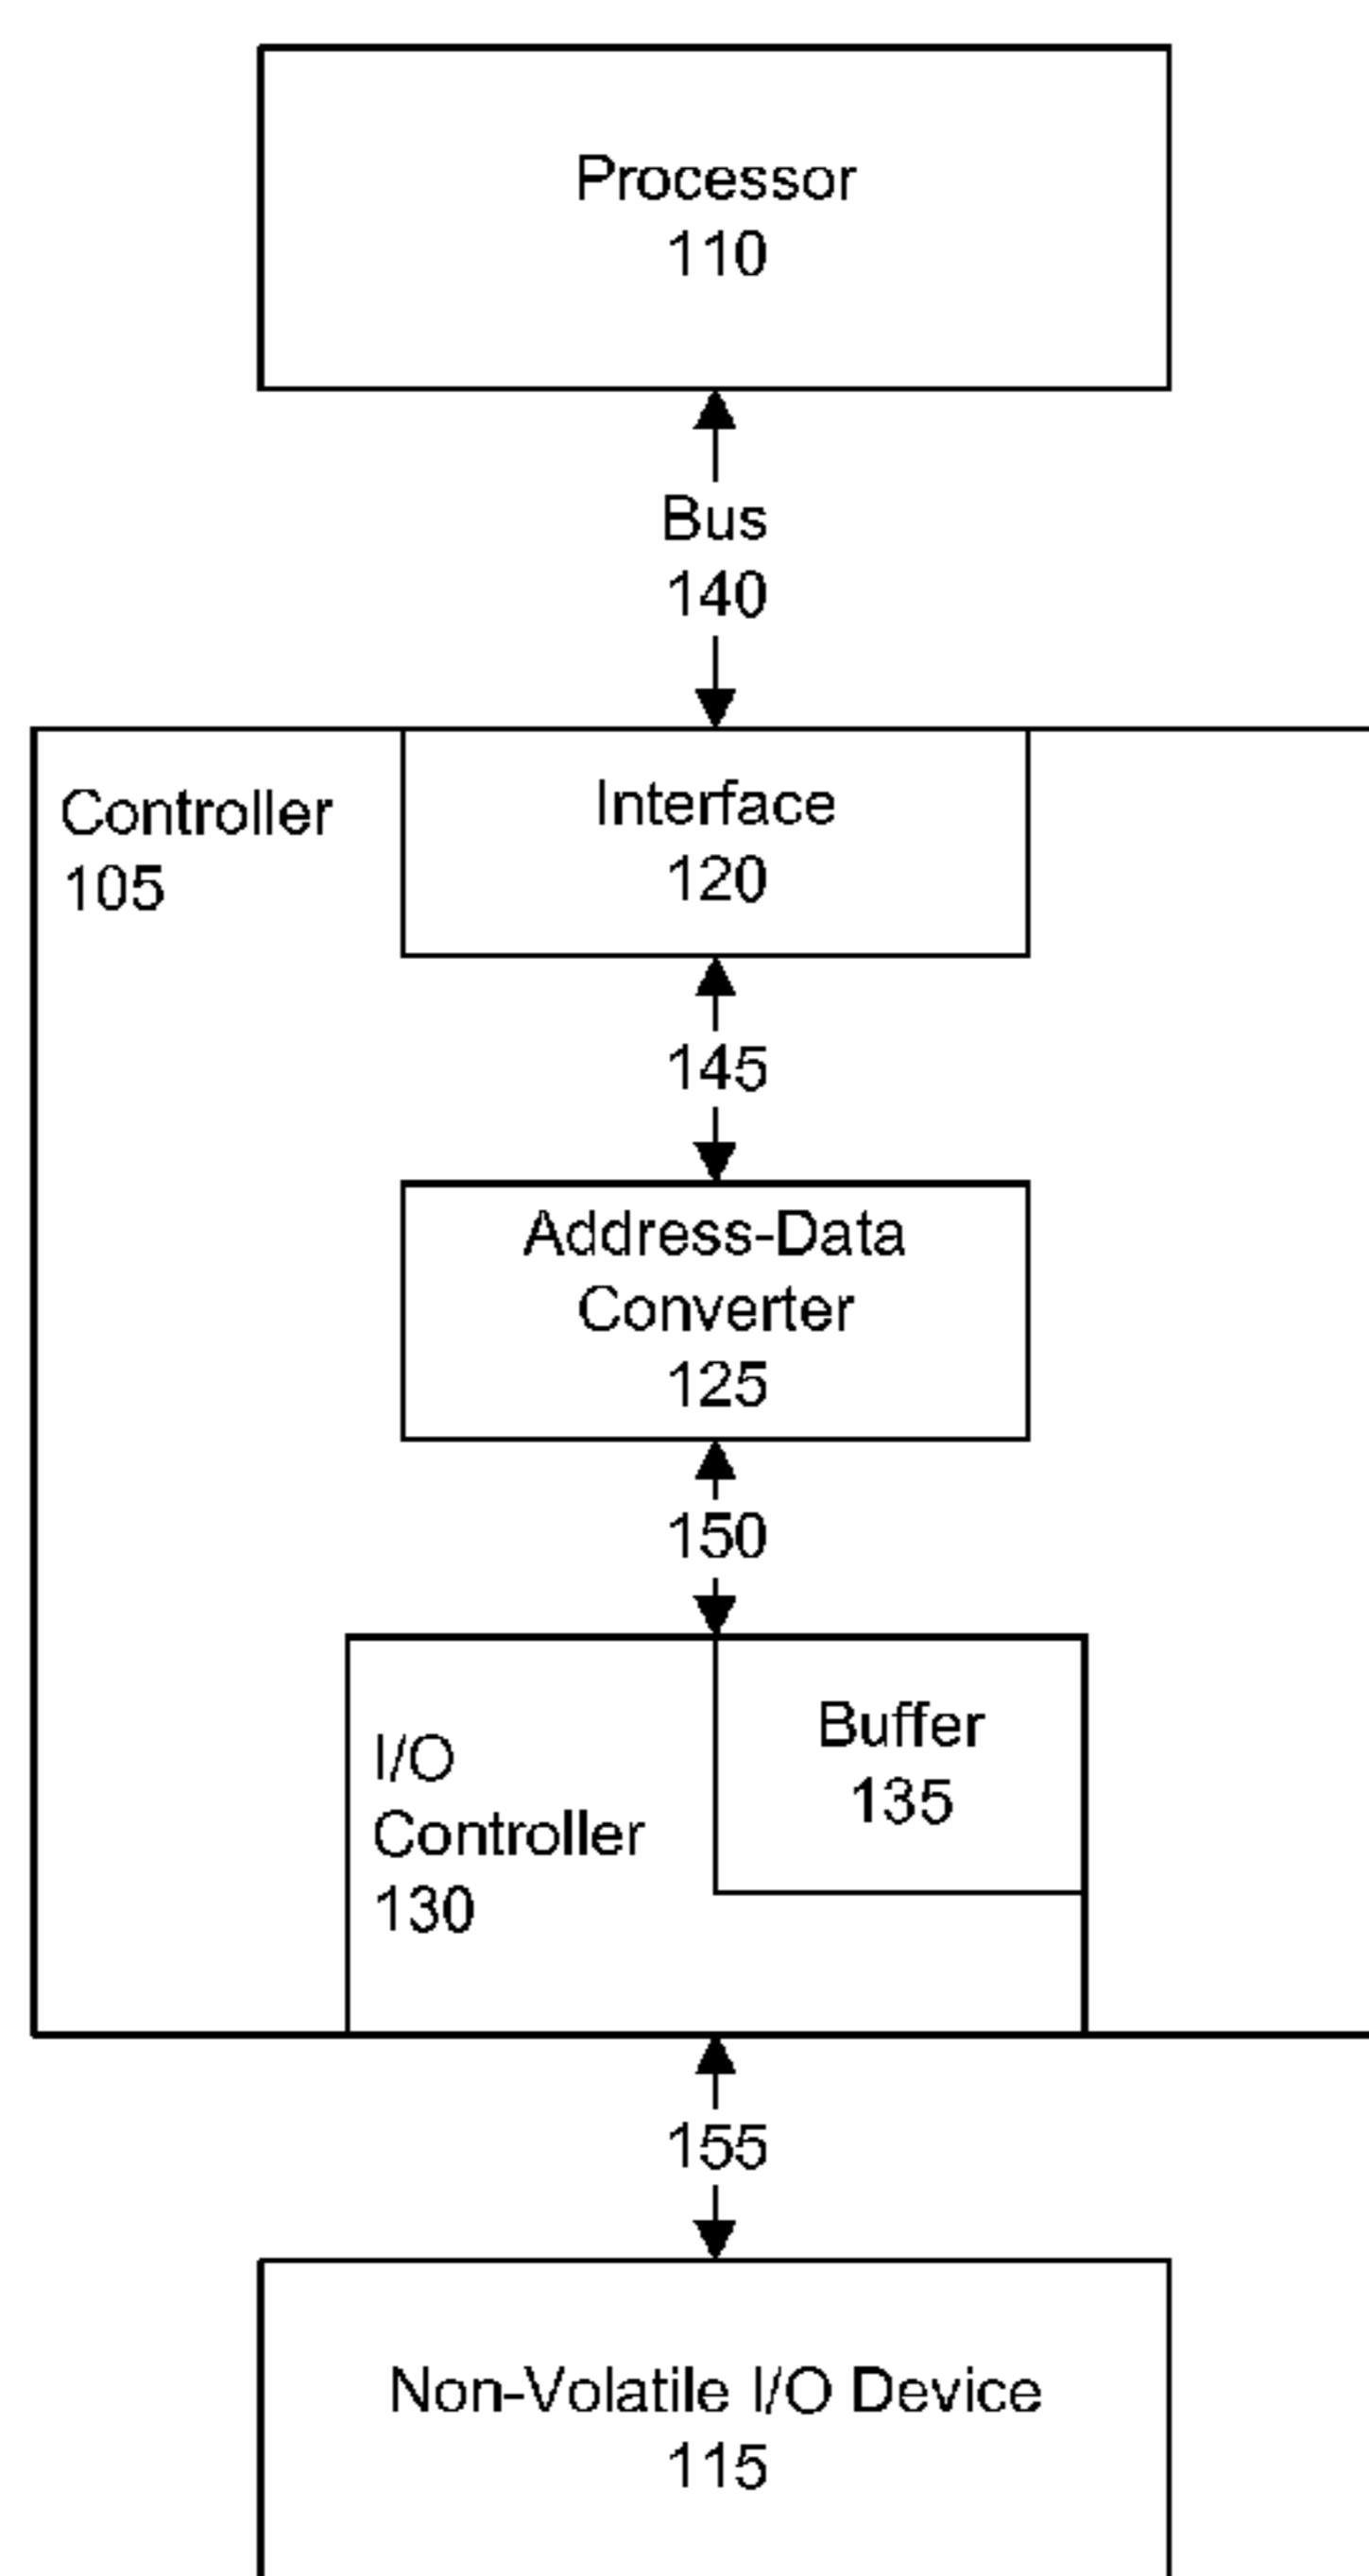 Processor
110
Bus
140
Controller
105
Interface
120
145
Address-Data
Converter
125
150
I/O
Controller
130
Buffer
135
155
Non-Volatile I/O Device
115